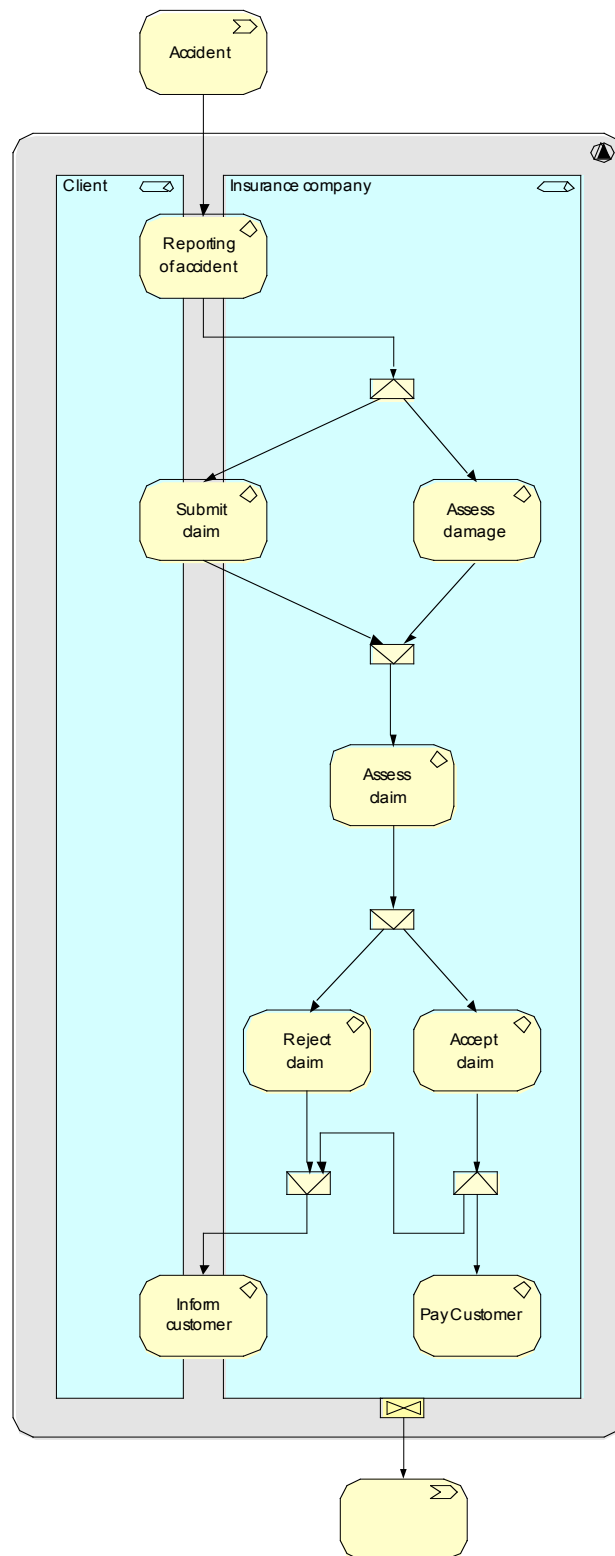 Accident
Client
Insurance company
Reporting
of accident
Submit
claim
Assess
damage
Assess
claim
Reject
claim
Accept
claim
Inform
customer
Pay Customer